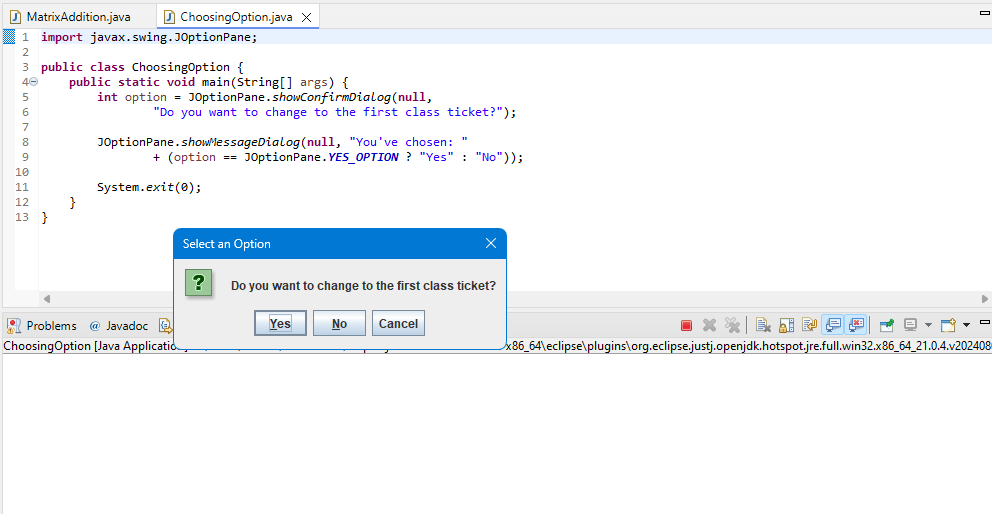 MatrixAddition.java ChoosingOption.java
1 import javax.swing.JOptionPane;
2
3 public class ChoosingOption {
4 public static void main(String[] args) {
5 int option = JOptionPane.showConfirmDialog(null,
6 "Do you want to change to the first class ticket?");
7
8 JOptionPane.showMessageDialog(null, "You've chosen: "
9 + (option == JOptionPane.YES_OPTION ? "Yes" : "No"));
10
11 System.exit(0);
12 }
13 }
Select an Option
?
Do you want to change to the first class ticket?
Yes No Cancel
Problems @ Javadoc
ChoosingOption [Java Application] x86_64\eclipse\plugins\org.eclipse.justj.openjdk.hotspot.jre.full.win32.x86_64_21.0.4.v202408